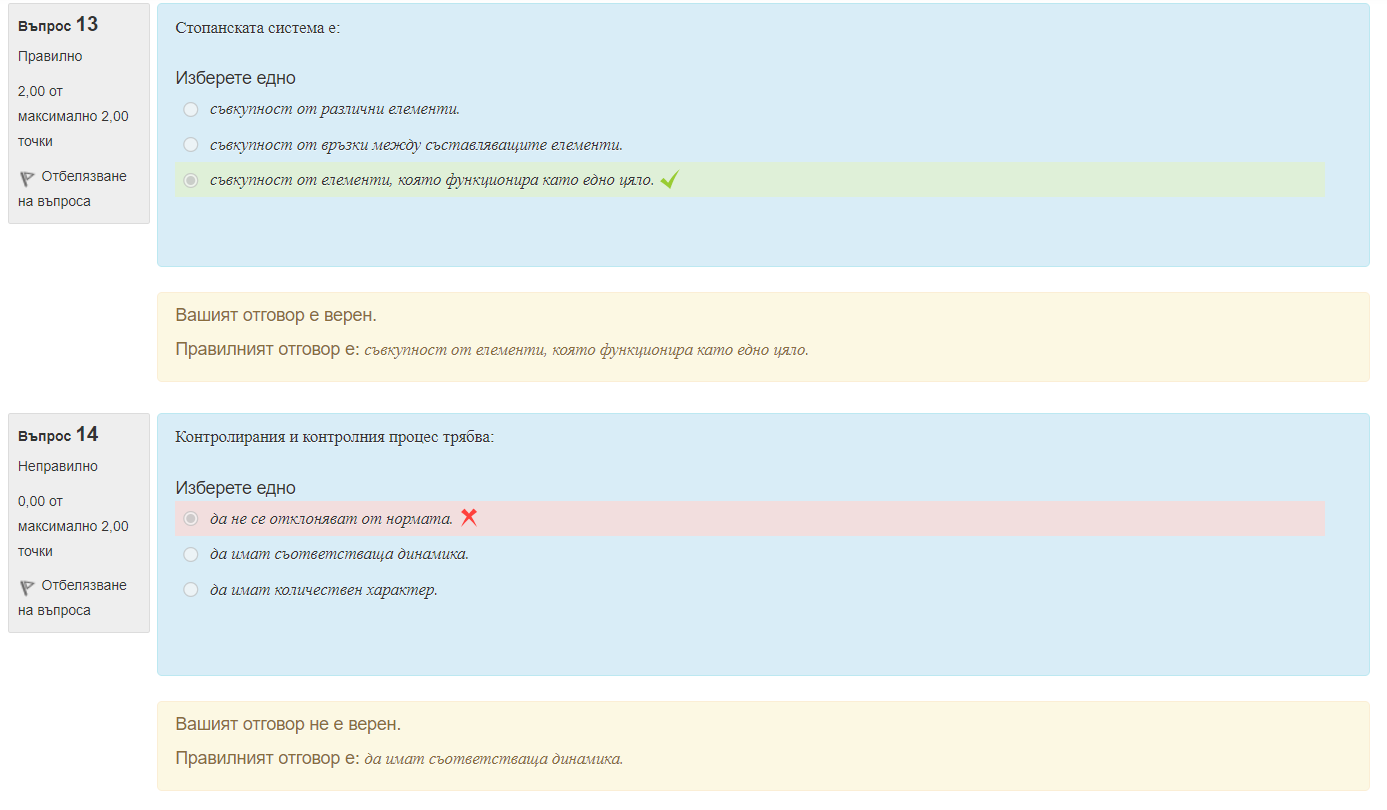 Въпрос 13
Правилно
2,00 от
максимално 2,00
точки
Отбелязване
на въпроса
Стопанската система е:
Изберете едно
съвкупност от различни елементи.
съвкупност от връзки между съставляващите елементи.
съвкупност от елементи, която функционира като едно цяло.
Вашият отговор е верен.
Правилният отговор е: съвкупност от елементи, която функционира като едно цяло.
Въпрос 14
Неправилно
0,00 от
максимално 2,00
точки
Отбелязване
на въпроса
Контролирания и контролния процес трябва:
Изберете едно
да не се отклоняват от нормата.
да имат съответстваща динамика.
да имат количествен характер.
Вашият отговор не е верен.
Правилният отговор е: да имат съответстваща динамика.